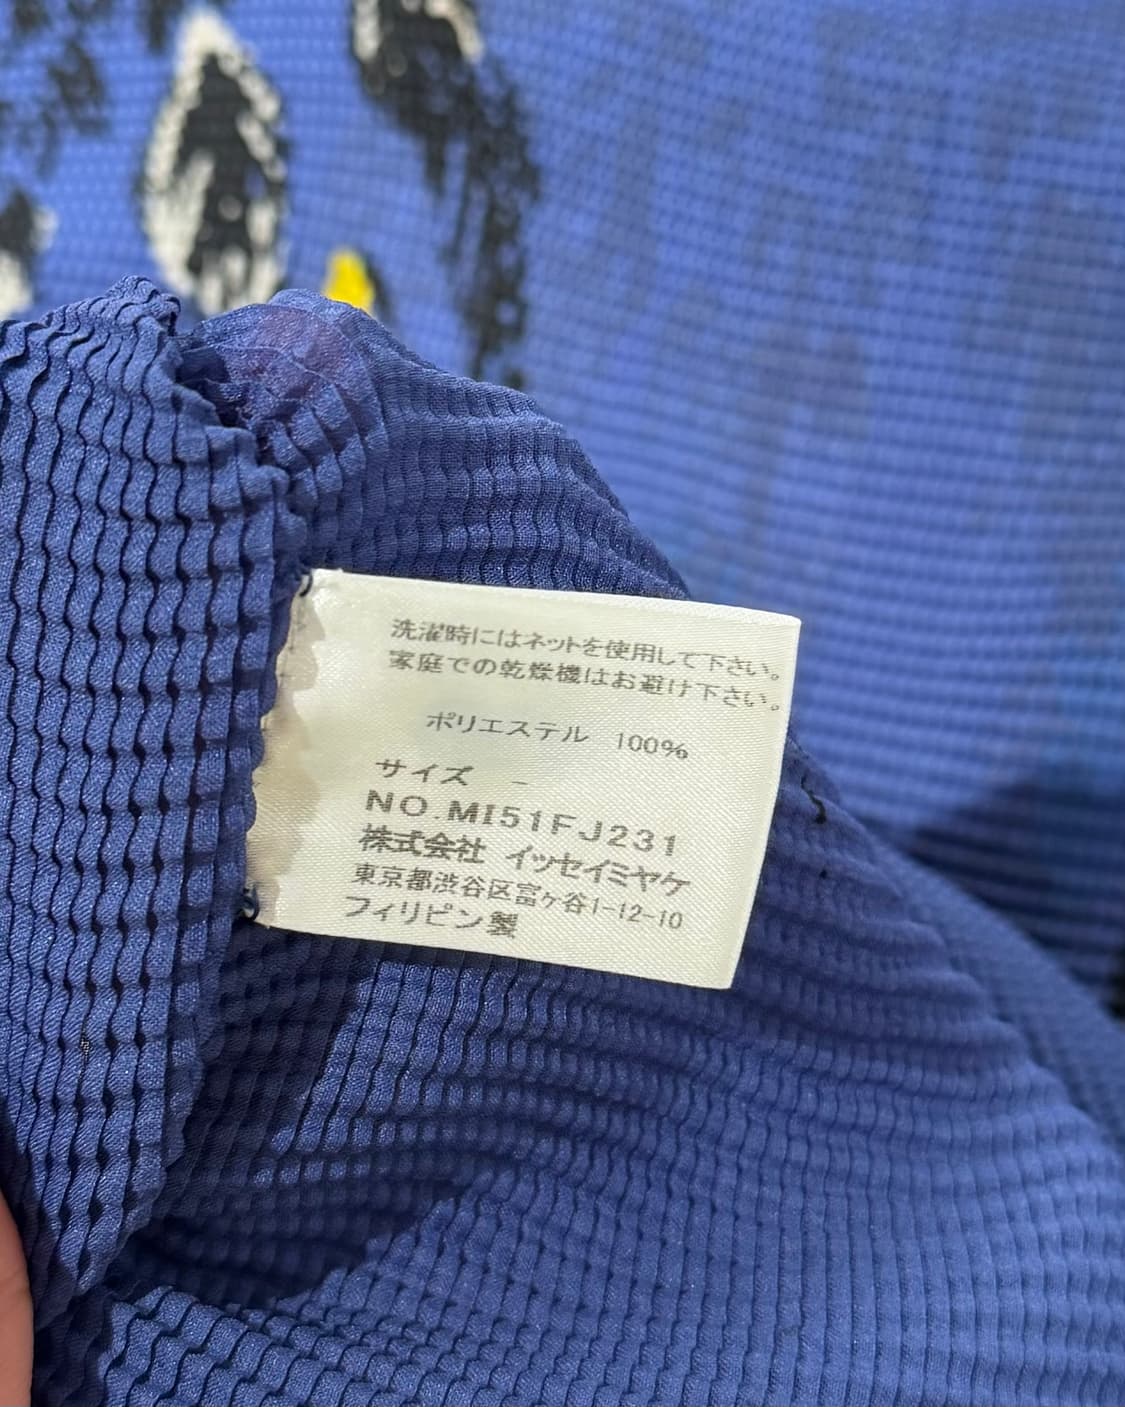 洗濯時にはネットを使用して下さい。
家庭での乾燥機はお避け下さい。
ポリエステル 100%
サイズ -
NO.MI51FJ231
株式会社 イッセイミヤケ
東京都渋谷区富ヶ谷1-12-10
フィリピン製